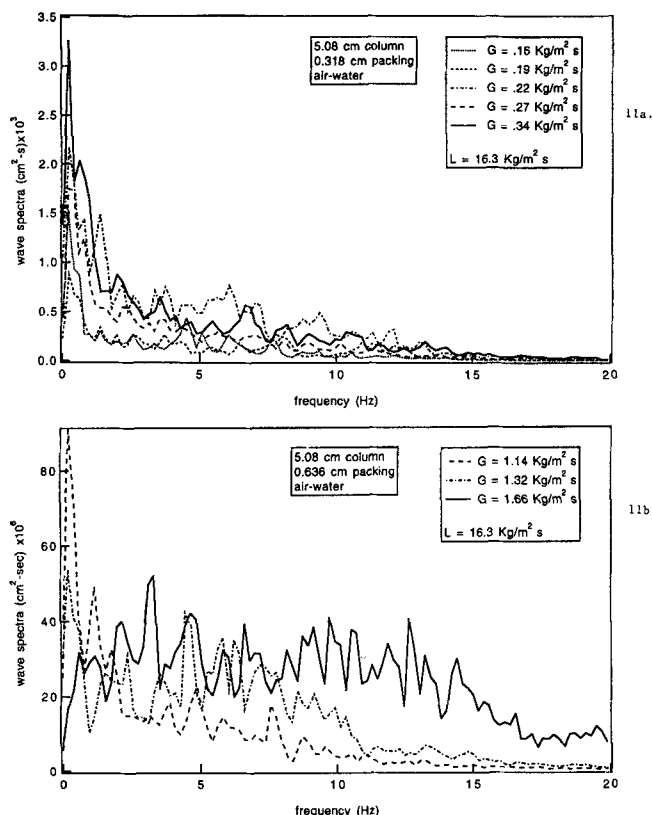 3.5
3.0
2.5
2.0
1.5
1.0
0.5
0.0
wave spectra (cm²-s)x10³
5.08 cm column
0.318 cm packing
air-water
G = .16 Kg/m² s
G = .19 Kg/m² s
G = .22 Kg/m² s
G = .27 Kg/m² s
G = .34 Kg/m² s
L = 16.3 Kg/m² s
11a.
0 5 10 15 20
frequency (Hz)
80
60
40
20
0
wave spectra (cm²-sec) x10⁶
5.08 cm column
0.636 cm packing
air-water
G = 1.14 Kg/m² s
G = 1.32 Kg/m² s
G = 1.66 Kg/m² s
L = 16.3 Kg/m² s
11b
0 5 10 15 20
frequency (Hz)